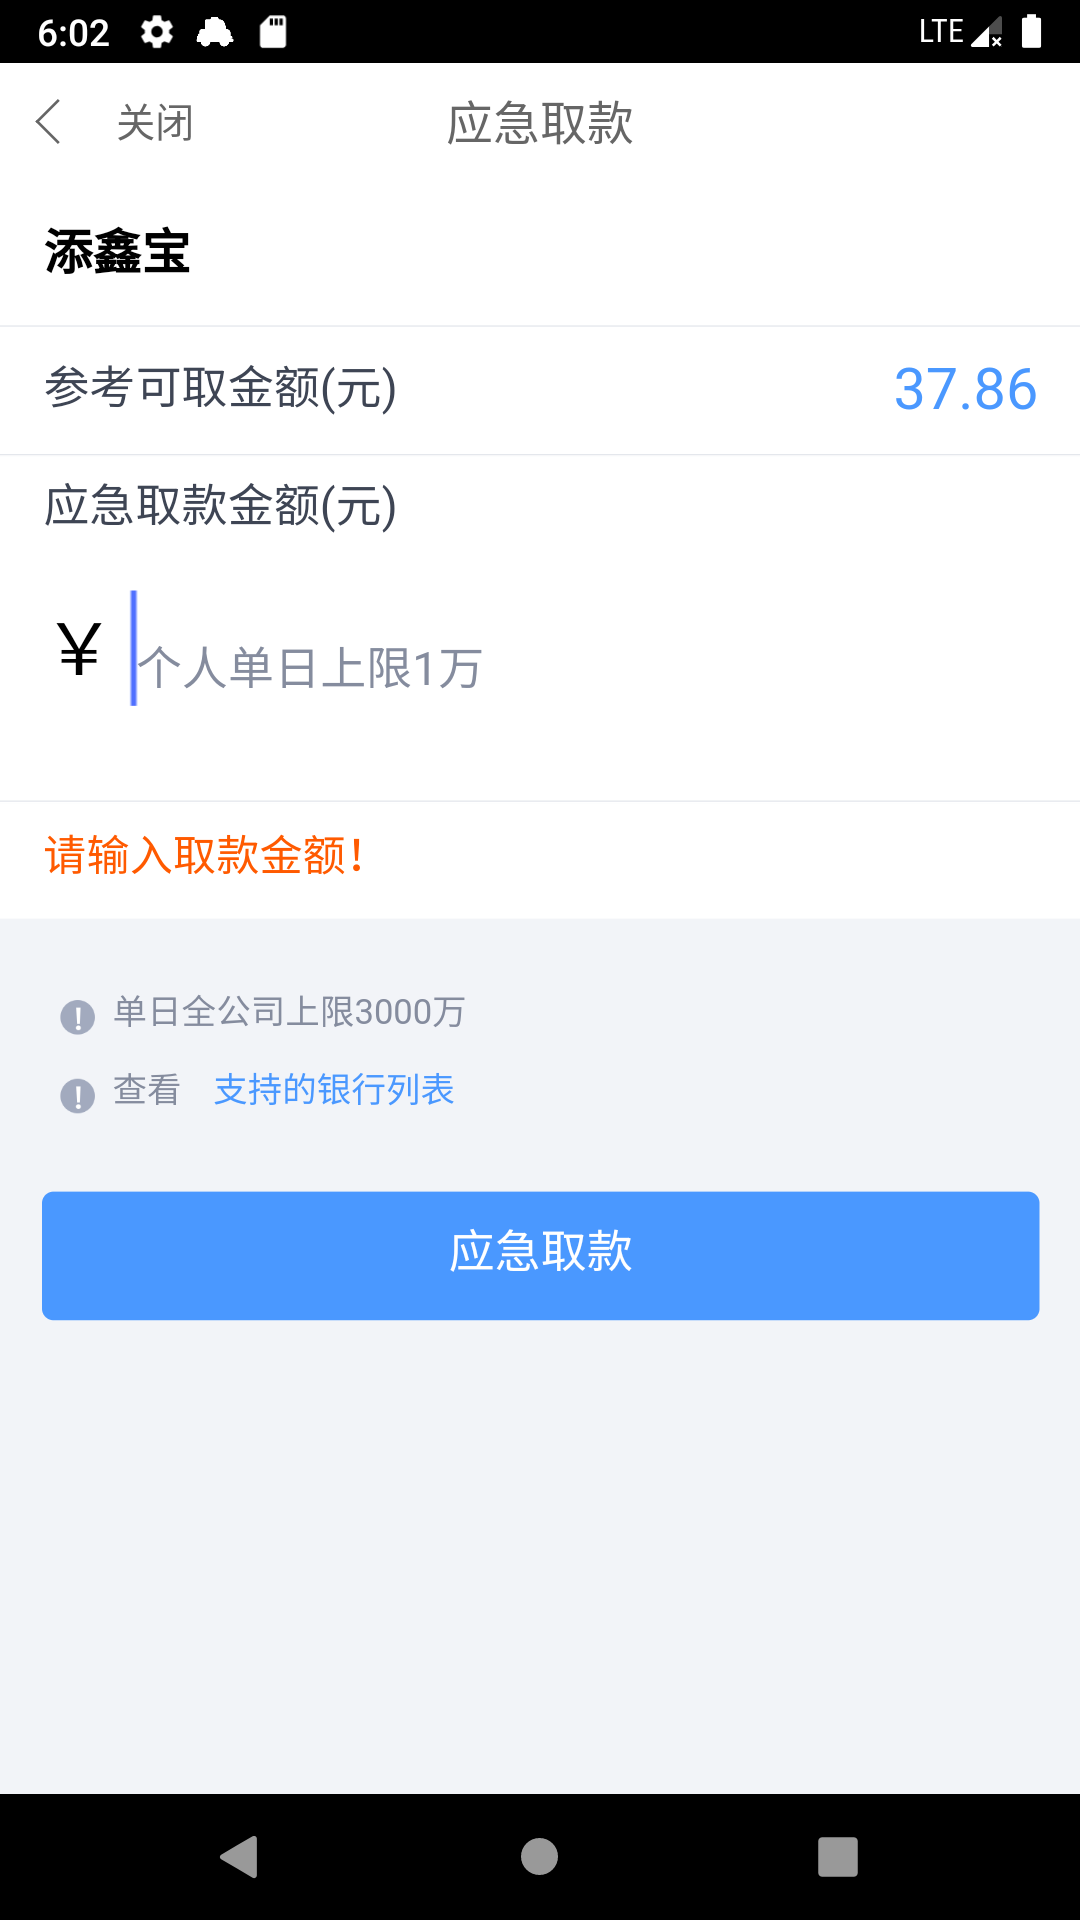 6:02 LTE
关闭 应急取款
添鑫宝
参考可取金额(元) 37.86
应急取款金额(元)
¥ 个人单日上限1万
请输入取款金额!
! 单日全公司上限3000万
! 查看 支持的银行列表
应急取款